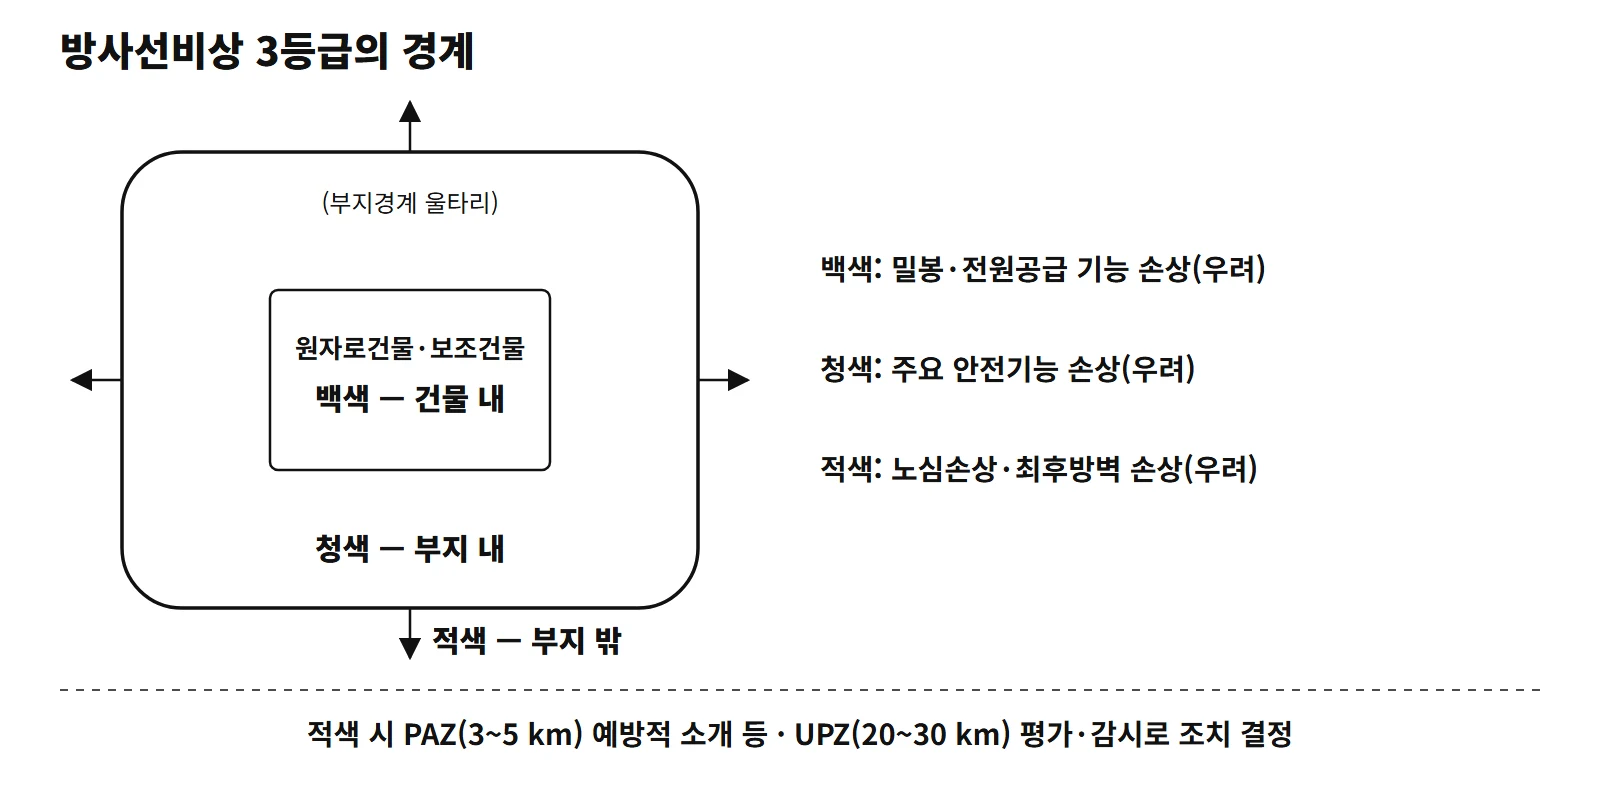 방사선비상 3등급의 경계
(부지경계 울타리)
원자로건물·보조건물
백색 — 건물 내
청색 — 부지 내
적색 — 부지 밖
백색: 밀봉·전원공급 기능 손상(우려)
청색: 주요 안전기능 손상(우려)
적색: 노심손상·최후방벽 손상(우려)
적색 시 PAZ(3~5 km) 예방적 소개 등 · UPZ(20~30 km) 평가·감시로 조치 결정